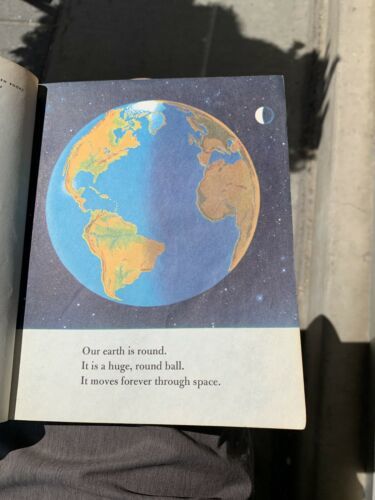 Our earth is round.
It is a huge, round ball.
It moves forever through space.